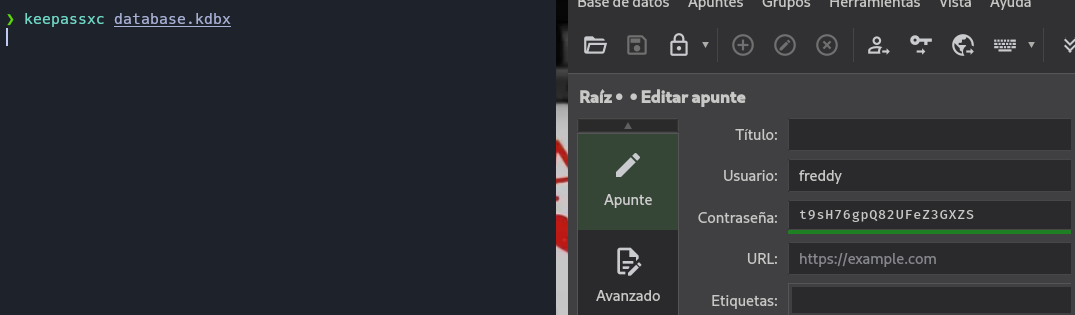 ❯ keepassxc database.kdbx
Base de datos Apuntes Grupos Herramientas Vista Ayuda
Raíz • • Editar apunte
Apunte
Avanzado
Título:
Usuario: freddy
Contraseña: t9sH76gpQ82UFeZ3GXZS
URL: https://example.com
Etiquetas: